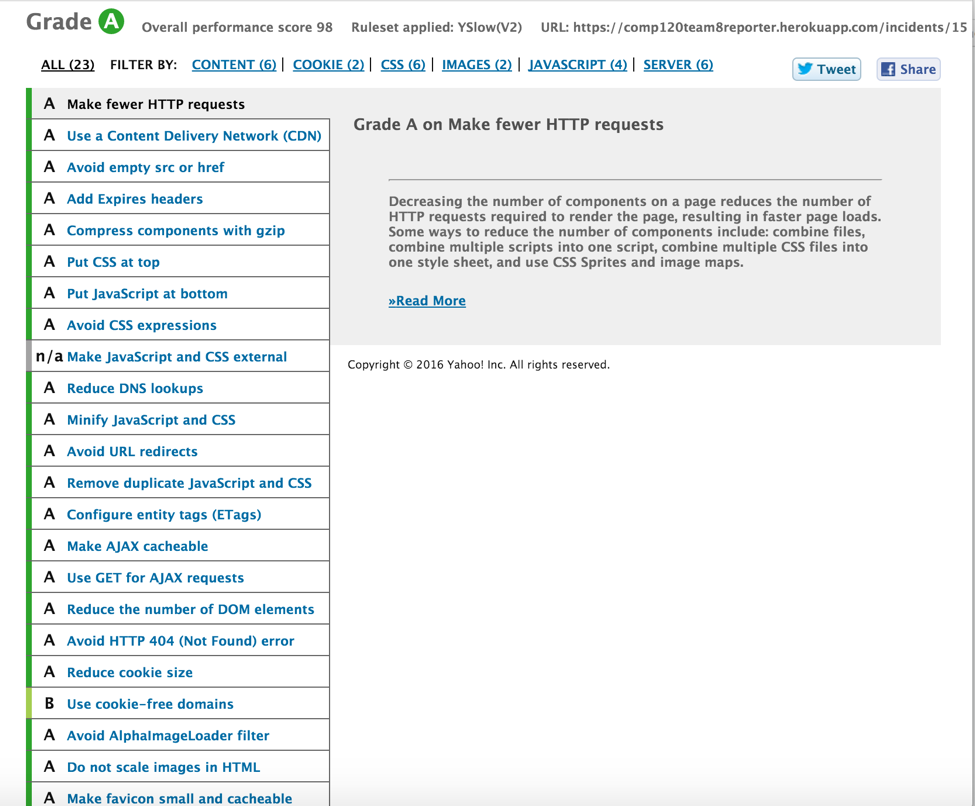 Grade A Overall performance score 98 Ruleset applied: YSlow(V2) URL: https://comp120team8reporter.herokuapp.com/incidents/15
ALL (23) FILTER BY: CONTENT (6) | COOKIE (2) | CSS (6) | IMAGES (2) | JAVASCRIPT (4) | SERVER (6) Tweet Share
A Make fewer HTTP requests
A Use a Content Delivery Network (CDN)
A Avoid empty src or href
A Add Expires headers
A Compress components with gzip
A Put CSS at top
A Put JavaScript at bottom
A Avoid CSS expressions
n/a Make JavaScript and CSS external
A Reduce DNS lookups
A Minify JavaScript and CSS
A Avoid URL redirects
A Remove duplicate JavaScript and CSS
A Configure entity tags (ETags)
A Make AJAX cacheable
A Use GET for AJAX requests
A Reduce the number of DOM elements
A Avoid HTTP 404 (Not Found) error
A Reduce cookie size
B Use cookie-free domains
A Avoid AlphaImageLoader filter
A Do not scale images in HTML
A Make favicon small and cacheable
Grade A on Make fewer HTTP requests
Decreasing the number of components on a page reduces the number of
HTTP requests required to render the page, resulting in faster page loads.
Some ways to reduce the number of components include: combine files,
combine multiple scripts into one script, combine multiple CSS files into
one style sheet, and use CSS Sprites and image maps.
»Read More
Copyright © 2016 Yahoo! Inc. All rights reserved.